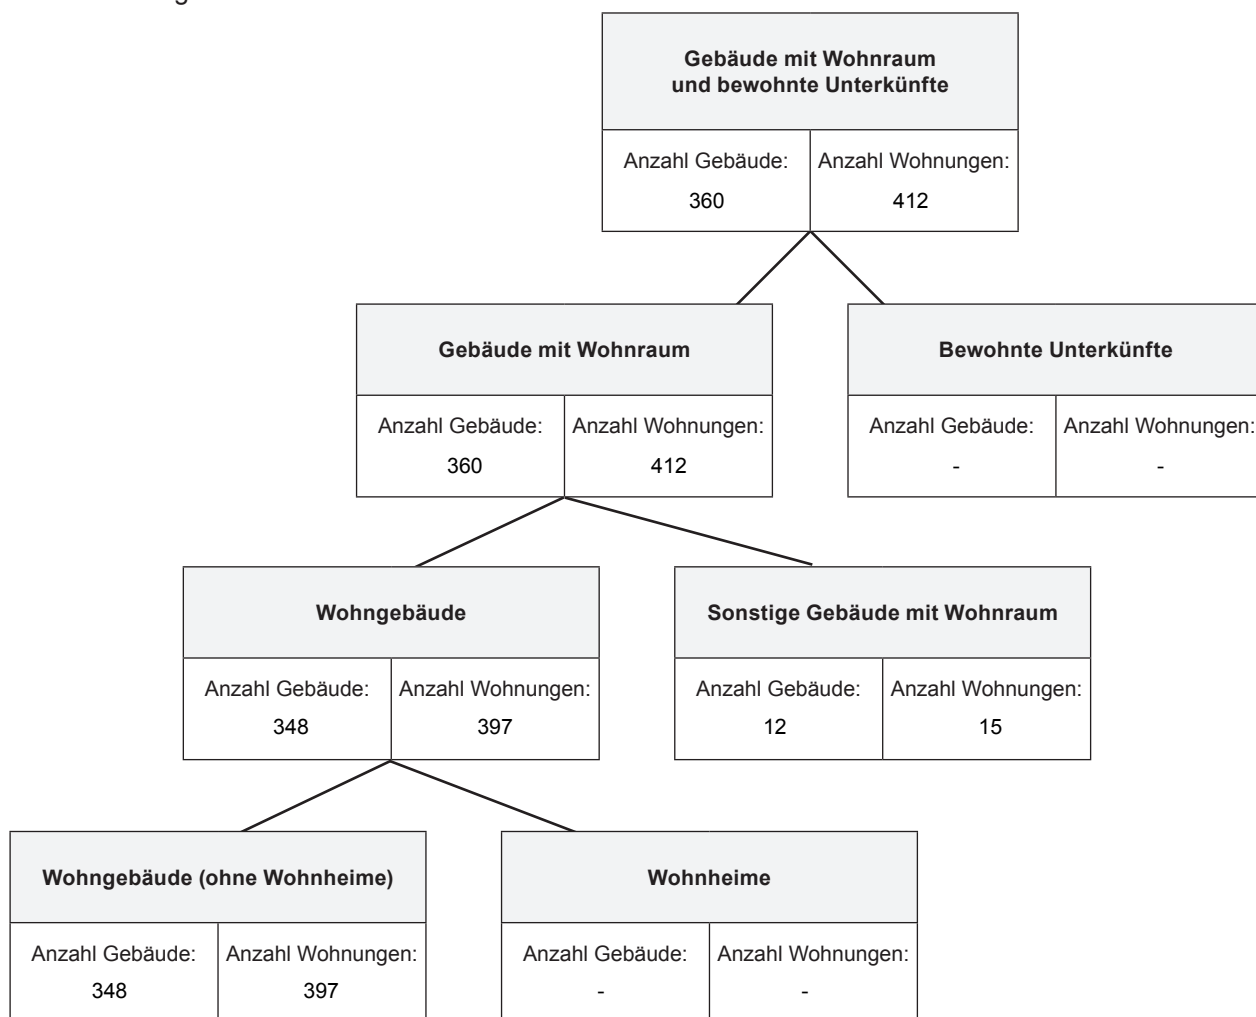 Gebäude mit Wohnraum
und bewohnte Unterkünfte
Anzahl Gebäude: Anzahl Wohnungen:
360 412
Gebäude mit Wohnraum
Anzahl Gebäude: Anzahl Wohnungen:
360 412
Bewohnte Unterkünfte
Anzahl Gebäude: Anzahl Wohnungen:
- -
Wohngebäude
Anzahl Gebäude: Anzahl Wohnungen:
348 397
Sonstige Gebäude mit Wohnraum
Anzahl Gebäude: Anzahl Wohnungen:
12 15
Wohngebäude (ohne Wohnheime)
Anzahl Gebäude: Anzahl Wohnungen:
348 397
Wohnheime
Anzahl Gebäude: Anzahl Wohnungen:
- -